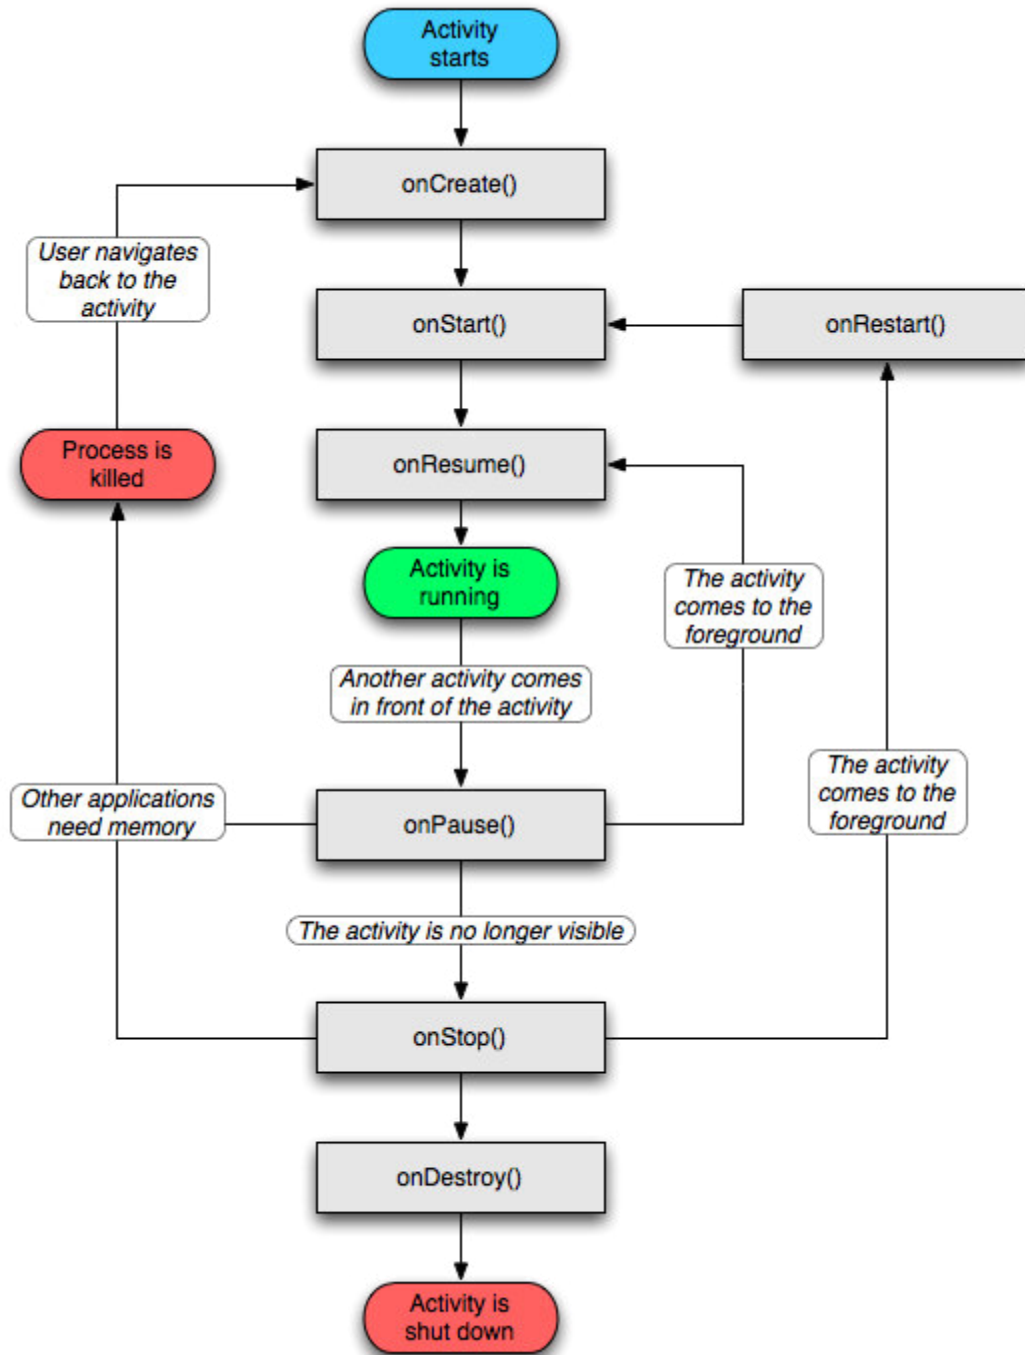 Activity
starts
onCreate()
User navigates
back to the
activity
onStart()
onRestart()
Process is
killed
onResume()
Activity is
running
The activity
comes to the
foreground
Another activity comes
in front of the activity
The activity
comes to the
foreground
Other applications
need memory
onPause()
The activity is no longer visible
onStop()
onDestroy()
Activity is
shut down